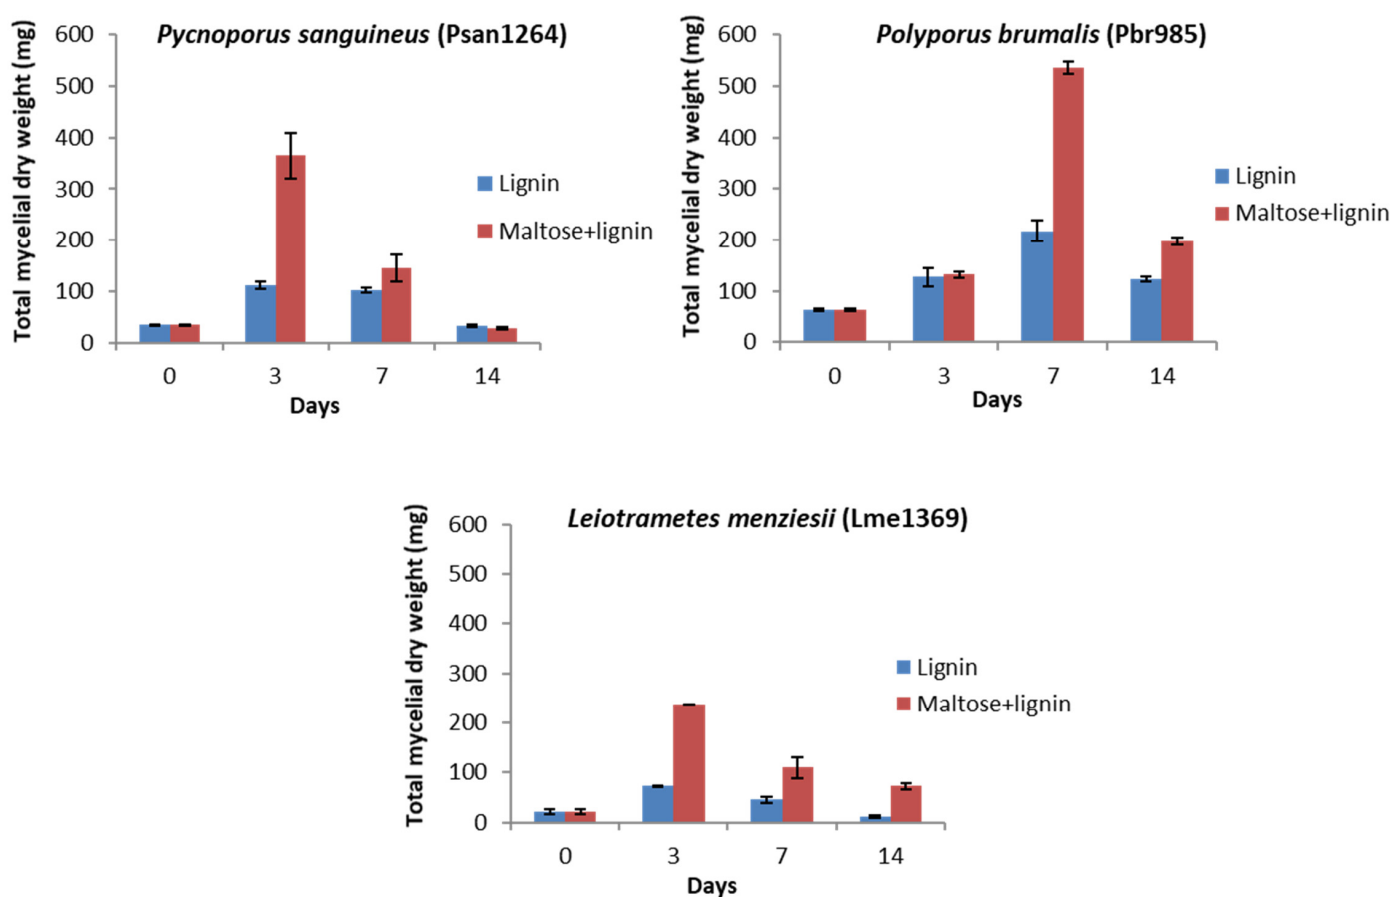 Pycnoporus sanguineus (Psan1264)
Total mycelial dry weight (mg)
600
500
400
300
200
100
0
0 3 7 14
Days
Lignin
Maltose+lignin
Polyporus brumalis (Pbr985)
Total mycelial dry weight (mg)
600
500
400
300
200
100
0
0 3 7 14
Days
Lignin
Maltose+lignin
Leiotrametes menziesii (Lme1369)
Total mycelial dry weight (mg)
600
500
400
300
200
100
0
0 3 7 14
Days
Lignin
Maltose+lignin